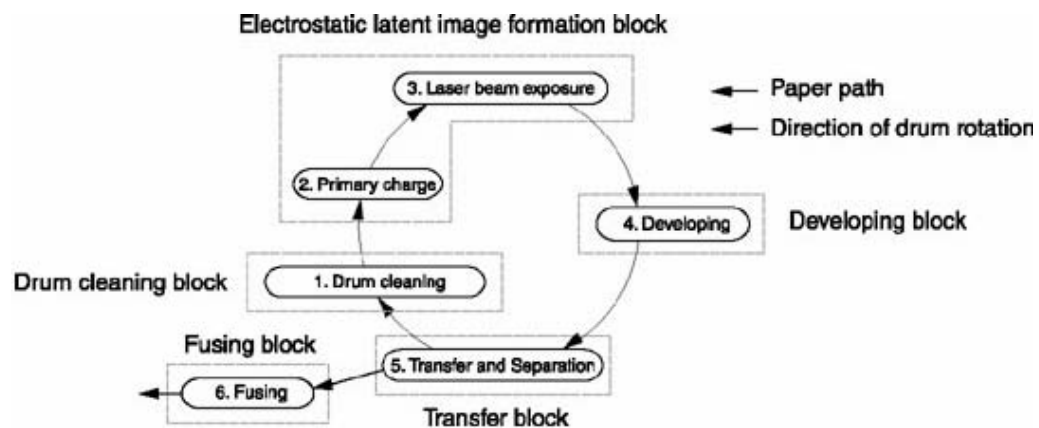 Electrostatic latent image formation block
3. Laser beam exposure
Paper path
Direction of drum rotation
2. Primary charge
4. Developing
Developing block
Drum cleaning block
1. Drum cleaning
Fusing block
5. Transfer and Separation
6. Fusing
Transfer block